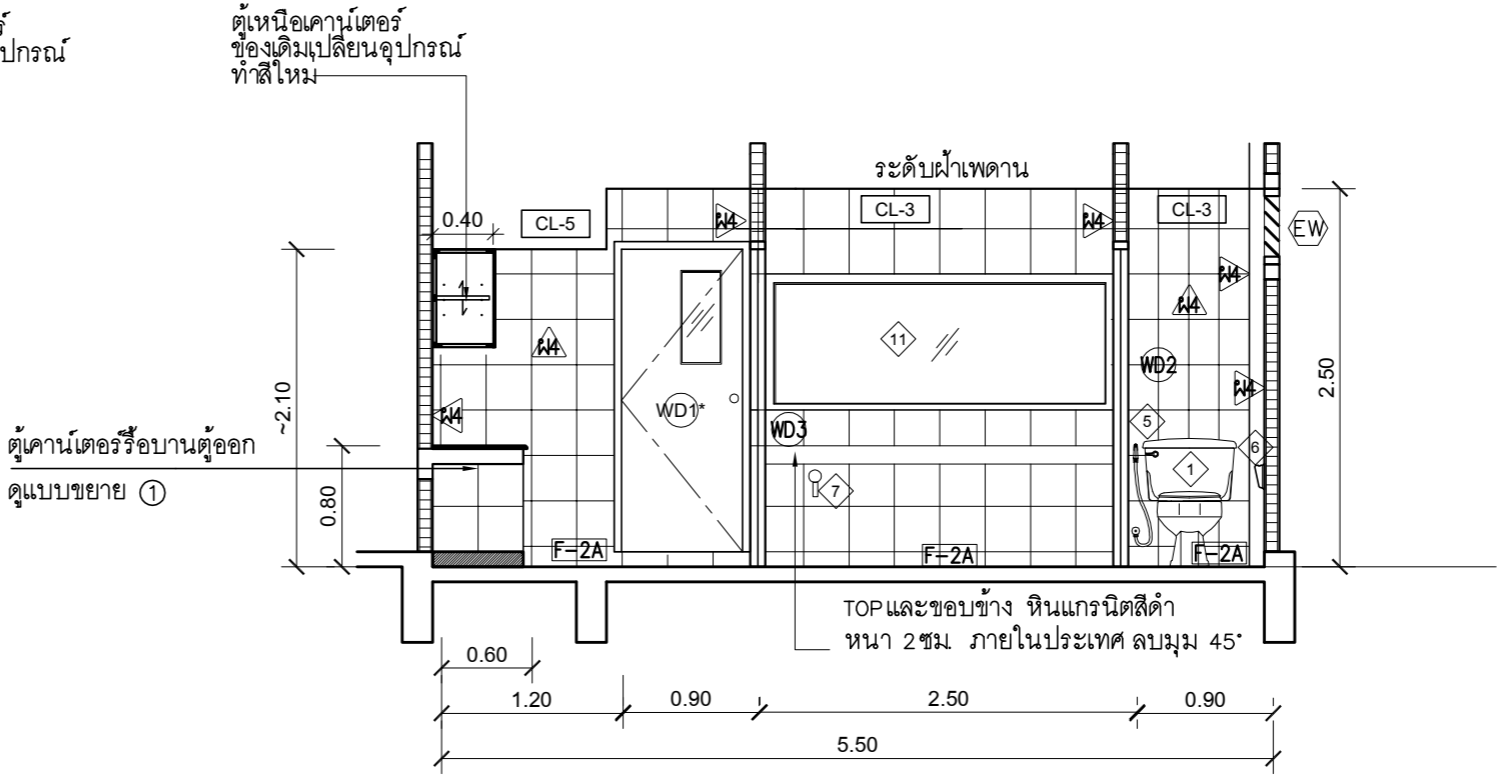 ร์
ปกรณ์
ตู้เหนือเคาน์เตอร์
ของเดิมเปลี่ยนอุปกรณ์
ทำสีใหม่
ระดับฝ้าเพดาน
0.40
CL-5
ผ4
CL-3
ผ4
CL-3
EW
ผ4
ผ4
ผ4
11
WD2
2.50
~2.10
WD1*
ผ4
ผ4
WD3
5
6
ตู้เคาน์เตอร์รื้อบานตู้ออก
ดูแบบขยาย ①
0.80
7
1
F-2A
F-2A
F-2A
TOPและขอบข้าง หินแกรนิตสีดำ
หนา 2ซม. ภายในประเทศ ลบมุม 45°
0.60
1.20
0.90
2.50
0.90
5.50